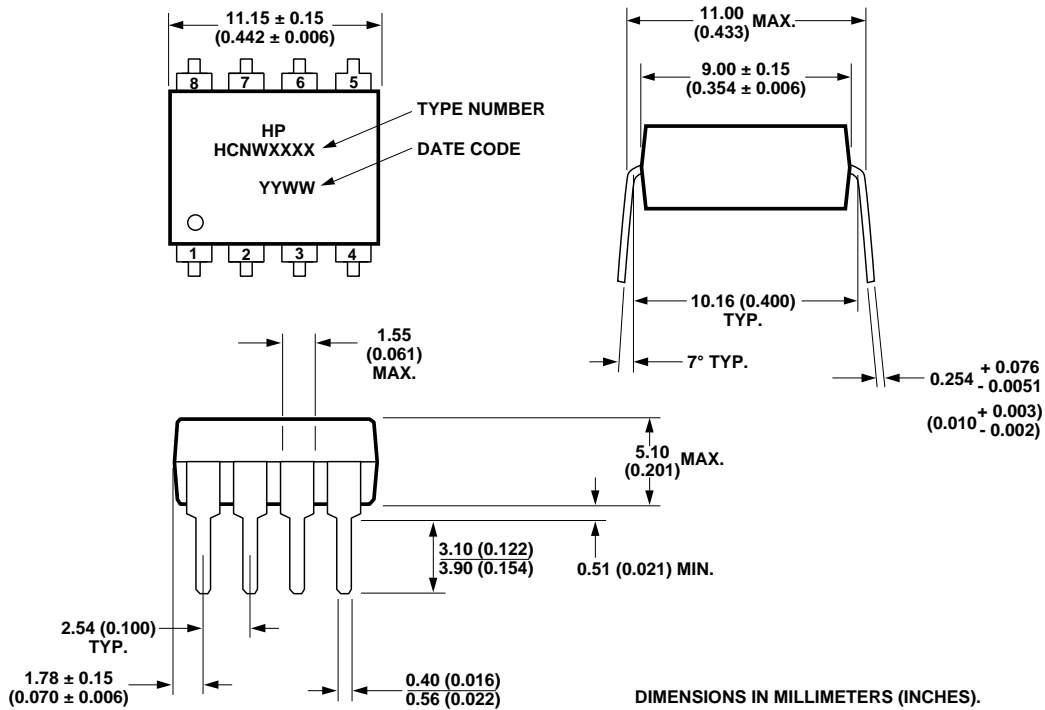 11.15 ± 0.15
(0.442 ± 0.006)
8 7 6 5
HP
HCNWXXXX
YYWW
1 2 3 4
TYPE NUMBER
DATE CODE
11.00
(0.433) MAX.
9.00 ± 0.15
(0.354 ± 0.006)
10.16 (0.400)
TYP.
7° TYP.
0.254 + 0.076
- 0.0051
(0.010 + 0.003)
- 0.002)
1.55
(0.061)
MAX.
5.10
(0.201) MAX.
3.10 (0.122)
3.90 (0.154)
0.51 (0.021) MIN.
2.54 (0.100)
TYP.
1.78 ± 0.15
(0.070 ± 0.006)
0.40 (0.016)
0.56 (0.022)
DIMENSIONS IN MILLIMETERS (INCHES).